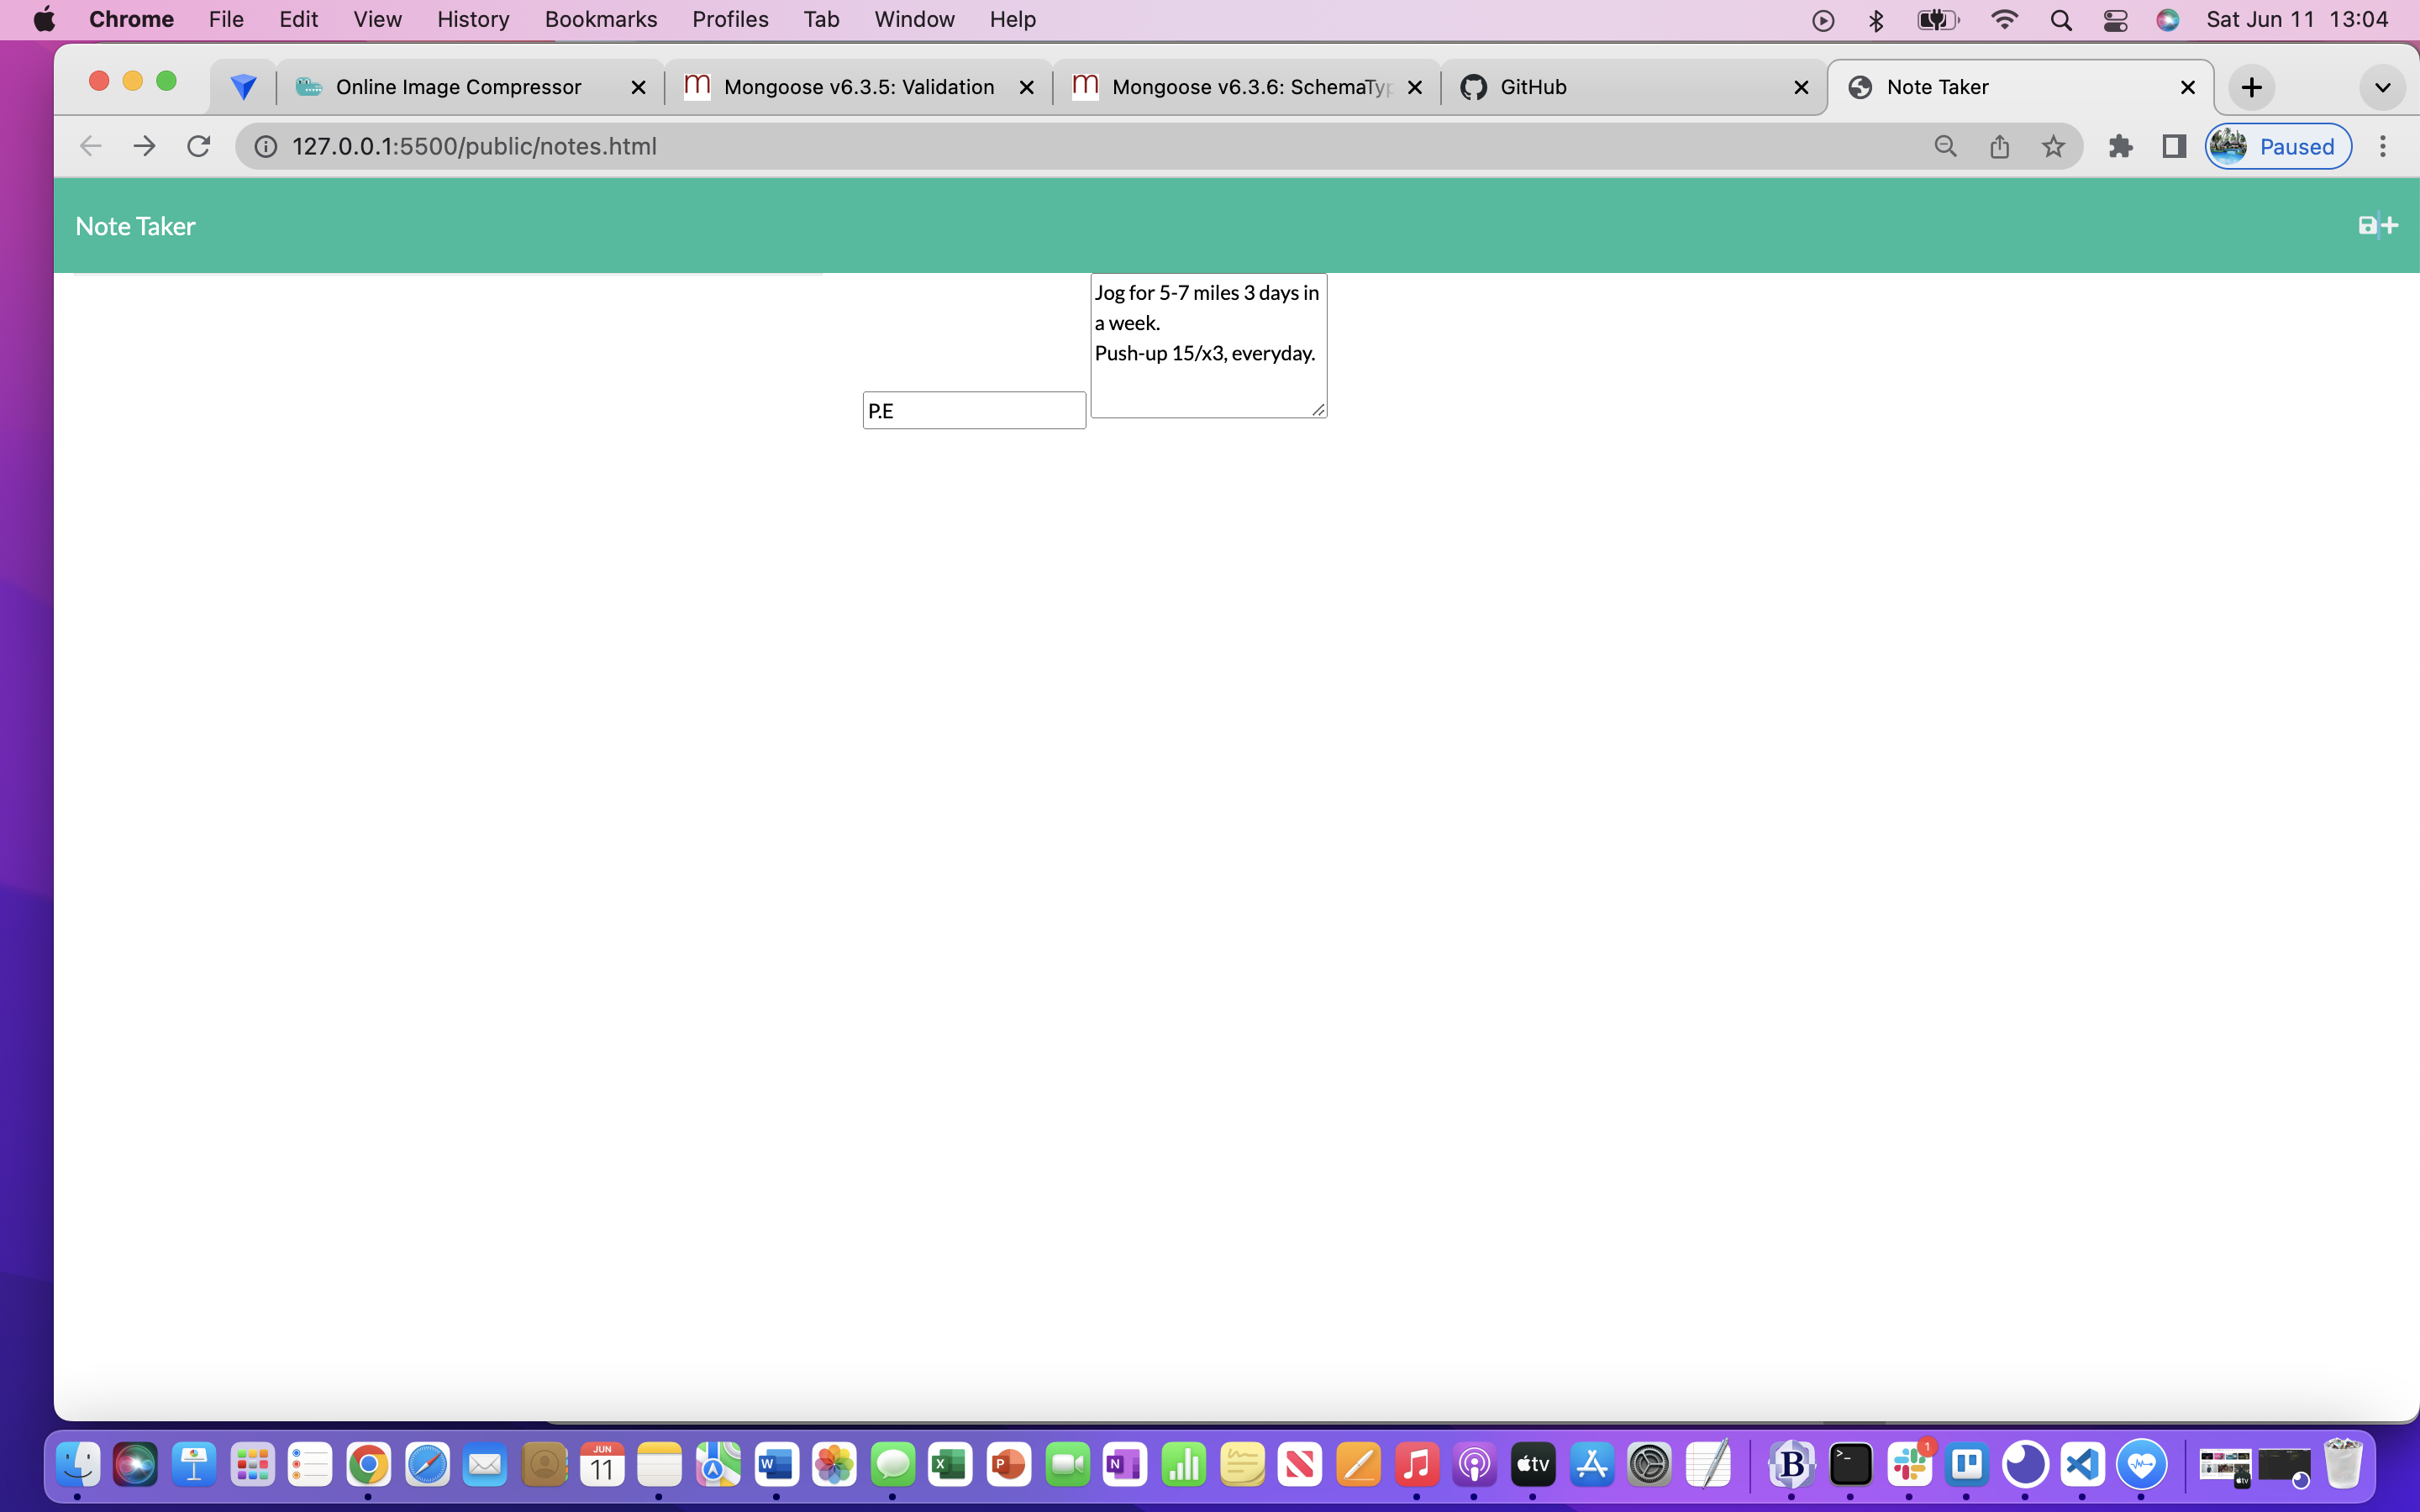 Chrome File Edit View History Bookmarks Profiles Tab Window Help Sat Jun 11 13:04
Online Image Compressor Mongoose v6.3.5: Validation Mongoose v6.3.6: SchemaTyp GitHub Note Taker
127.0.0.1:5500/public/notes.html Paused
Note Taker
Jog for 5-7 miles 3 days in
a week.
Push-up 15/x3, everyday.
P.E
JUN
11
W
X
P
N
tv
B
>_
1